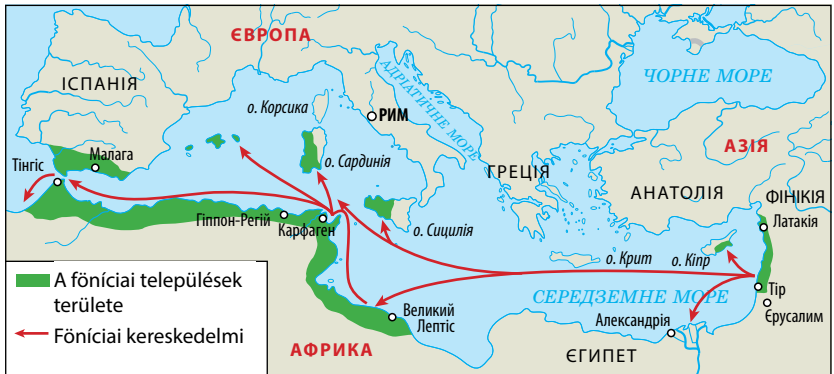 ЄВРОПА
ІСПАНІЯ
о. Корсика
РИМ
АДРІАТИЧНЕ МОРЕ
ЧОРНЕ МОРЕ
АЗІЯ
Малага
Тінгіс
о. Сардинія
ГРЕЦІЯ
АНАТОЛІЯ
ФІНІКІЯ
Латакія
Гіппон-Регій
Карфаген
о. Сицилія
о. Крит
о. Кіпр
Тір
Єрусалим
СЕРЕДЗЕМНЕ МОРЕ
Великий
Лептіс
Александрія
АФРИКА
ЄГИПЕТ
A föníciai települések
területe
Föníciai kereskedelmi